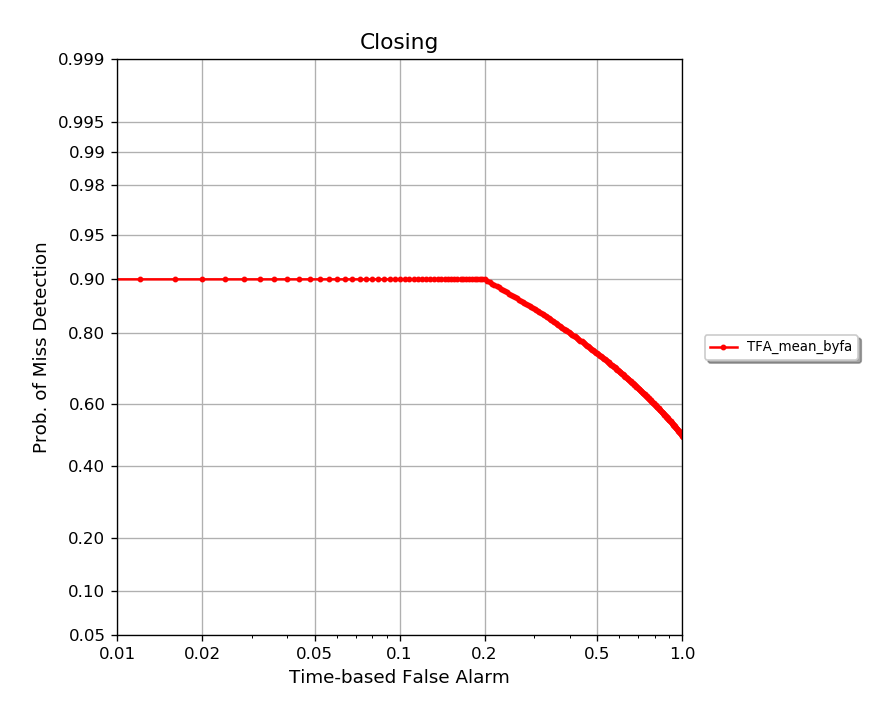 Closing
Prob. of Miss Detection
0.999
0.995
0.99
0.98
0.95
0.90
0.80
0.60
0.40
0.20
0.10
0.05
0.01 0.02 0.05 0.1 0.2 0.5 1.0
Time-based False Alarm
TFA_mean_byfa